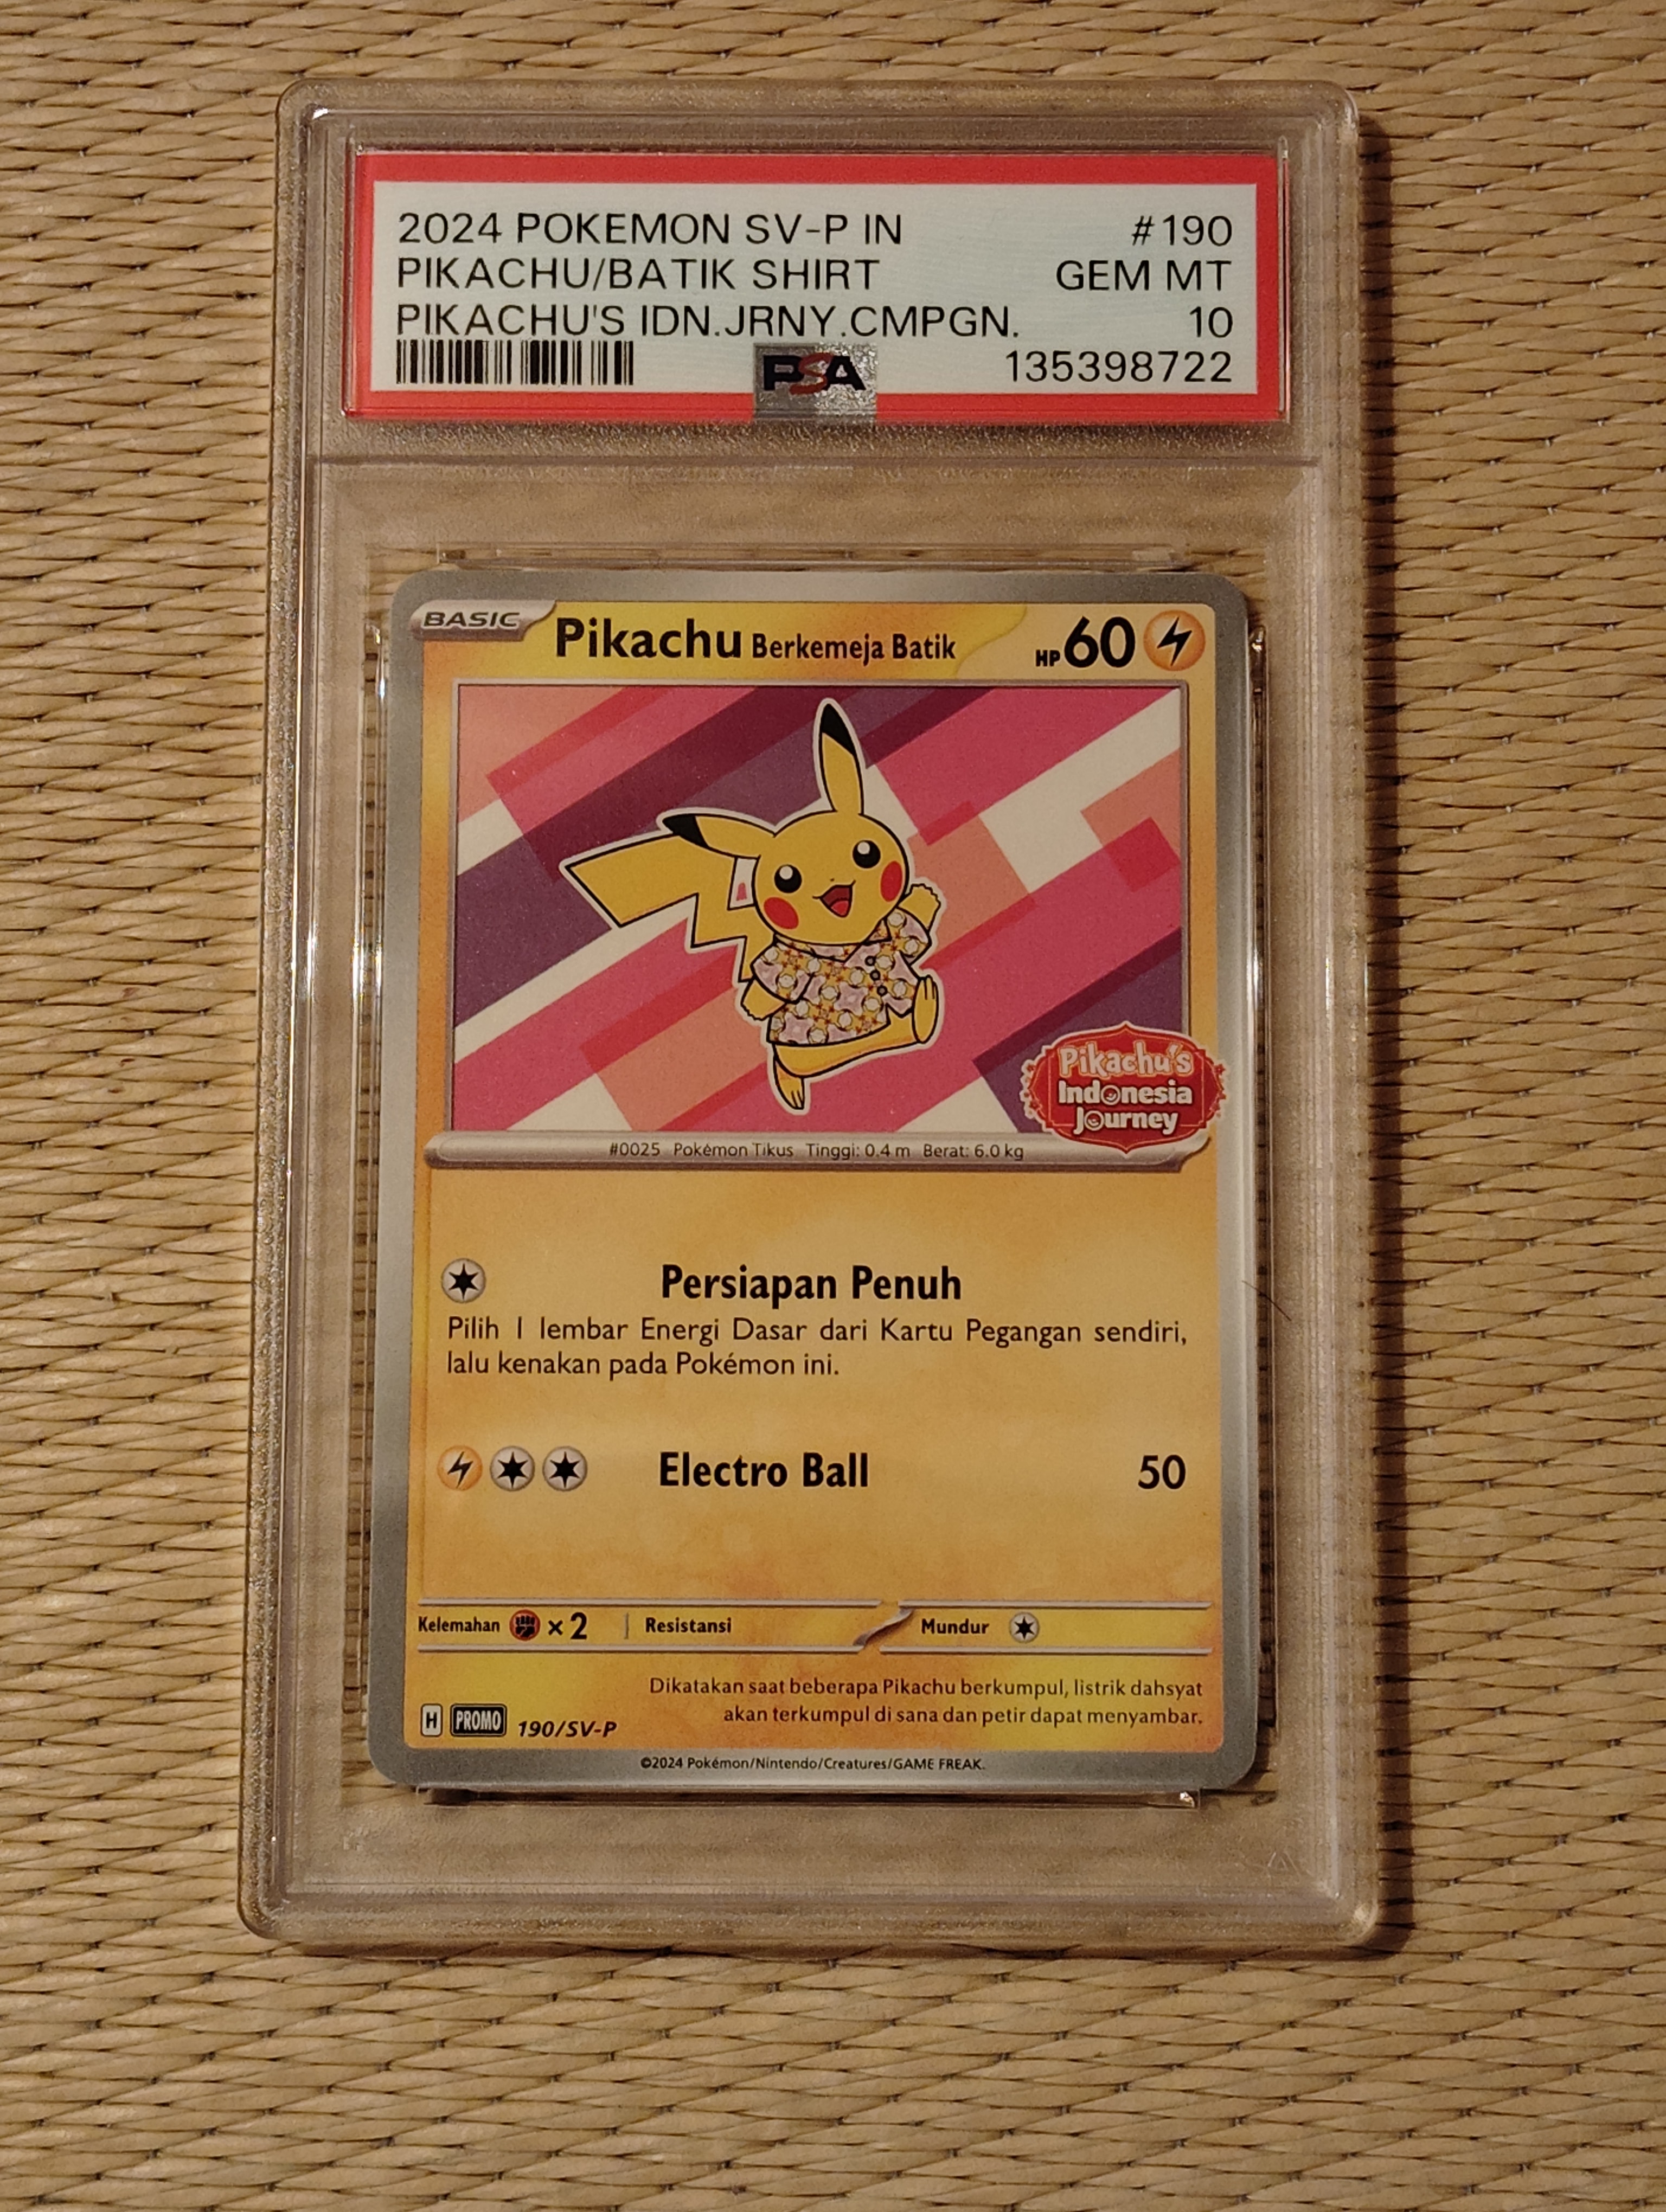 2024 POKEMON SV-P IN #190
PIKACHU/BATIK SHIRT GEM MT
PIKACHU'S IDN.JRNY.CMPGN. 10
PSA 135398722
BASIC Pikachu Berkemeja Batik HP 60
Pikachu's
Indonesia
Journey
#0025 Pokémon Tikus Tinggi: 0.4 m Berat: 6.0 kg
Persiapan Penuh
Pilih 1 lembar Energi Dasar dari Kartu Pegangan sendiri,
lalu kenakan pada Pokémon ini.
Electro Ball 50
Kelemahan ×2 Resistansi Mundur
Dikatakan saat beberapa Pikachu berkumpul, listrik dahsyat
akan terkumpul di sana dan petir dapat menyambar.
H PROMO 190/SV-P
©2024 Pokémon/Nintendo/Creatures/GAME FREAK.